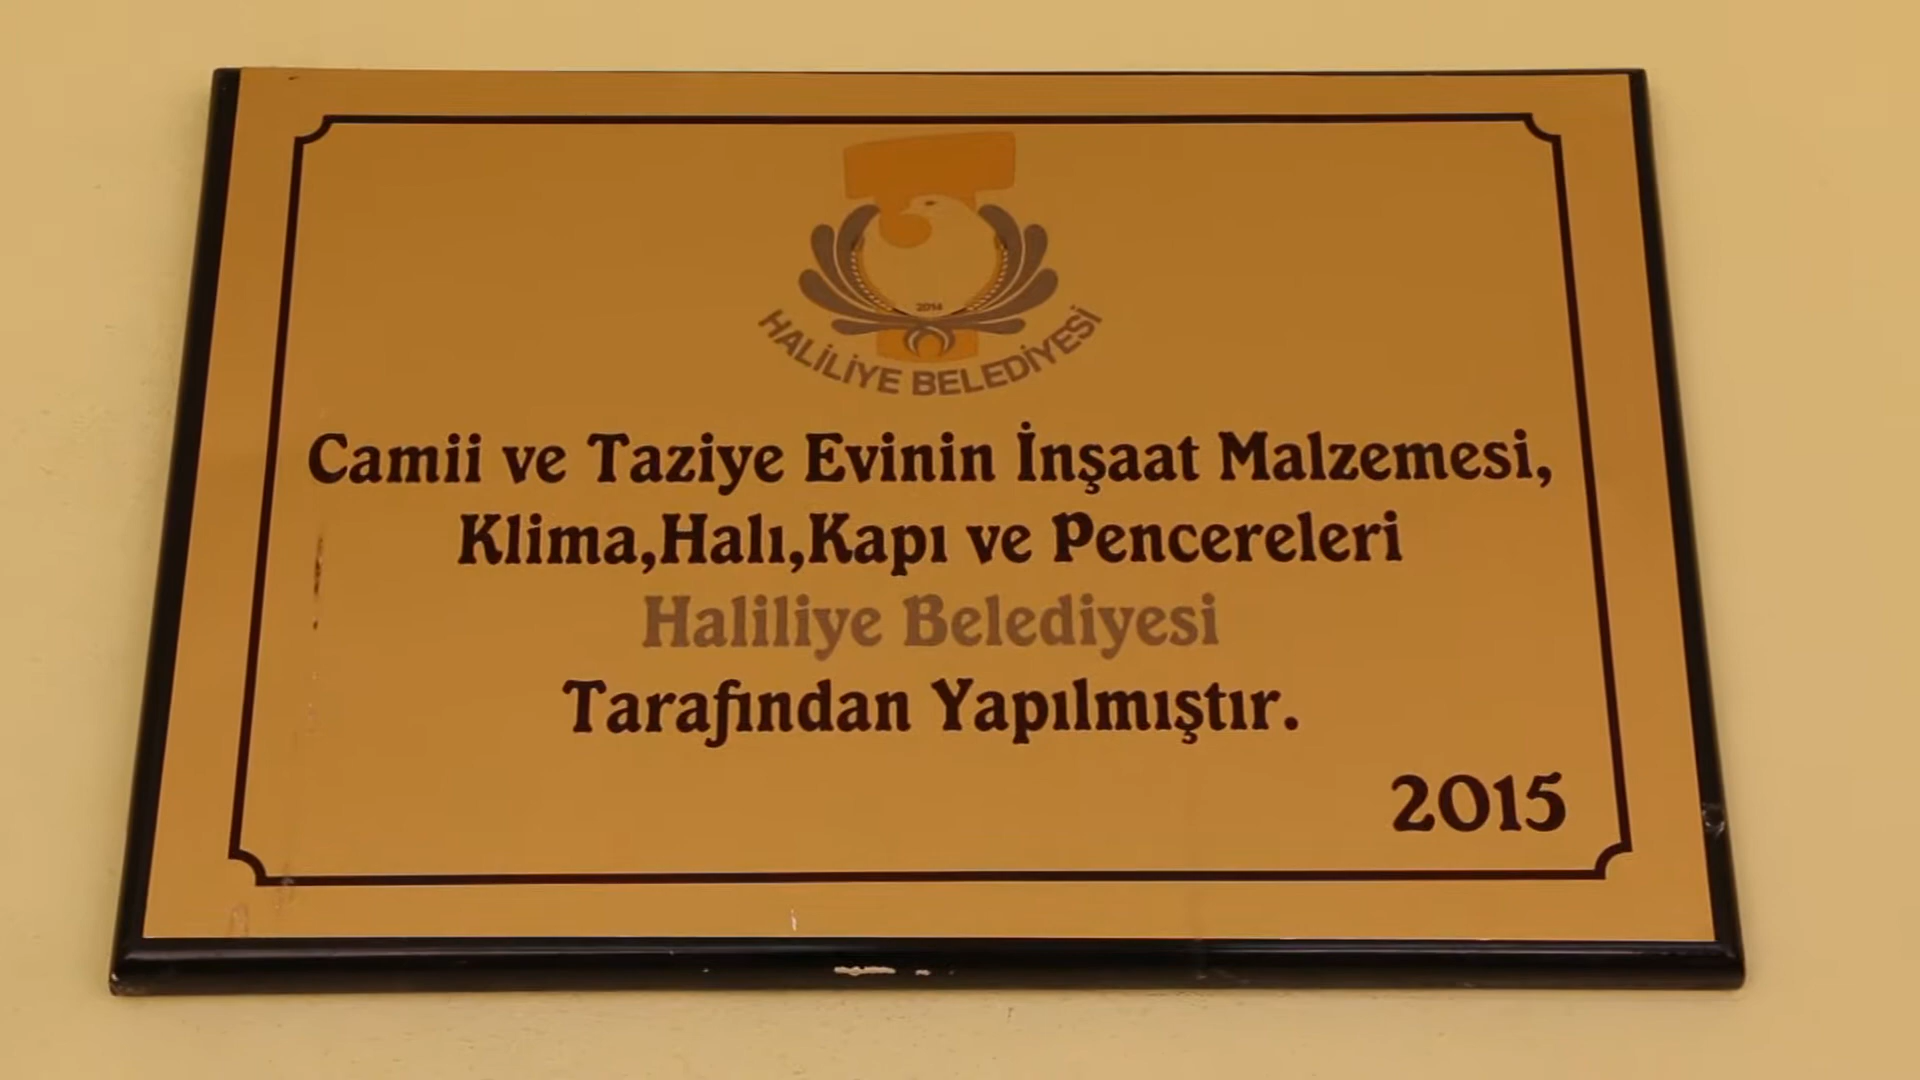 2014
HALİLİYE BELEDİYESİ
Camii ve Taziye Evinin İnşaat Malzemesi,
Klima,Halı,Kapı ve Pencereleri
Haliliye Belediyesi
Tarafından Yapılmıştır.
2015